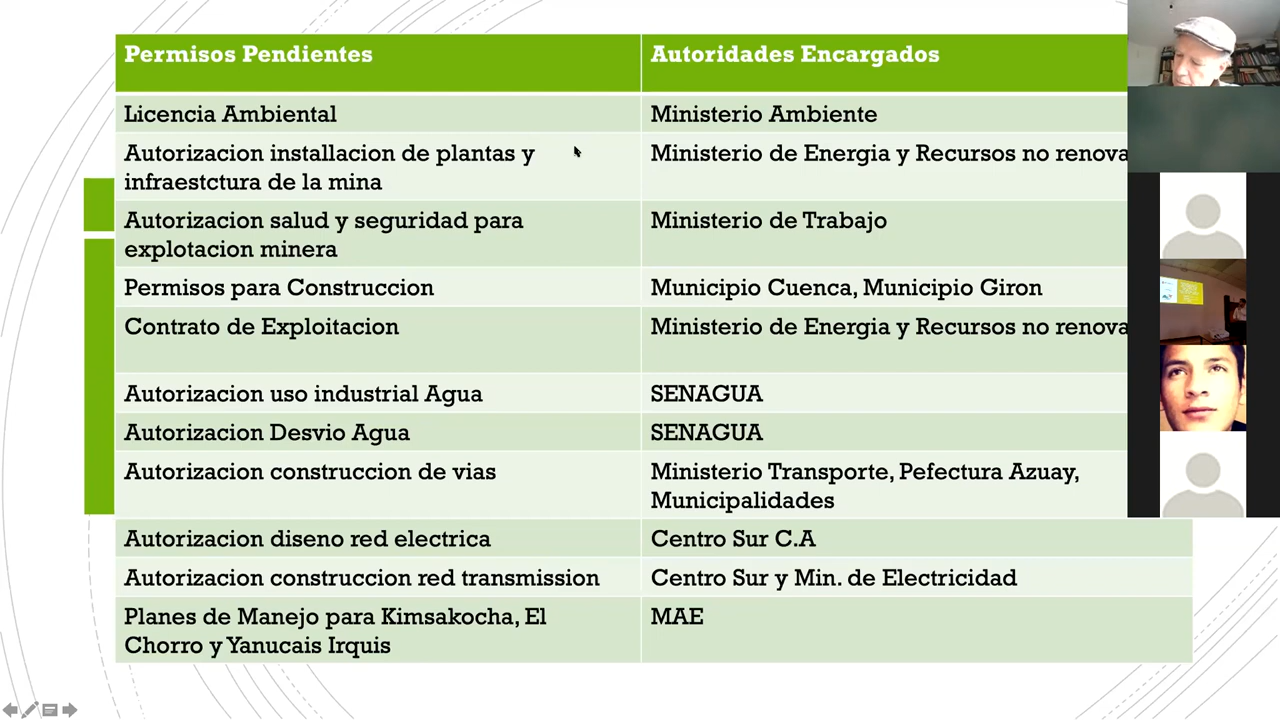 Permisos Pendientes
Autoridades Encargados
Licencia Ambiental
Ministerio Ambiente
Autorizacion installacion de plantas y
infraestctura de la mina
Ministerio de Energia y Recursos no
Autorizacion salud y seguridad para
explotacion minera
Ministerio de Trabajo
Permisos para Construccion
Municipio Cuenca, Municipio Giron
Contrato de Exploitacion
Ministerio de Energia y Recursos no
Autorizacion uso industrial Agua
SENAGUA
Autorizacion Desvio Agua
SENAGUA
Autorizacion construccion de vias
Ministerio Transporte, Pefectura Azuay,
Municipalidades
Autorizacion diseno red electrica
Centro Sur C.A
Autorizacion construccion red transmission
Centro Sur y Min. de Electricidad
Planes de Manejo para Kimsakocha, El
Chorro y Yanucais Irquis
MAE